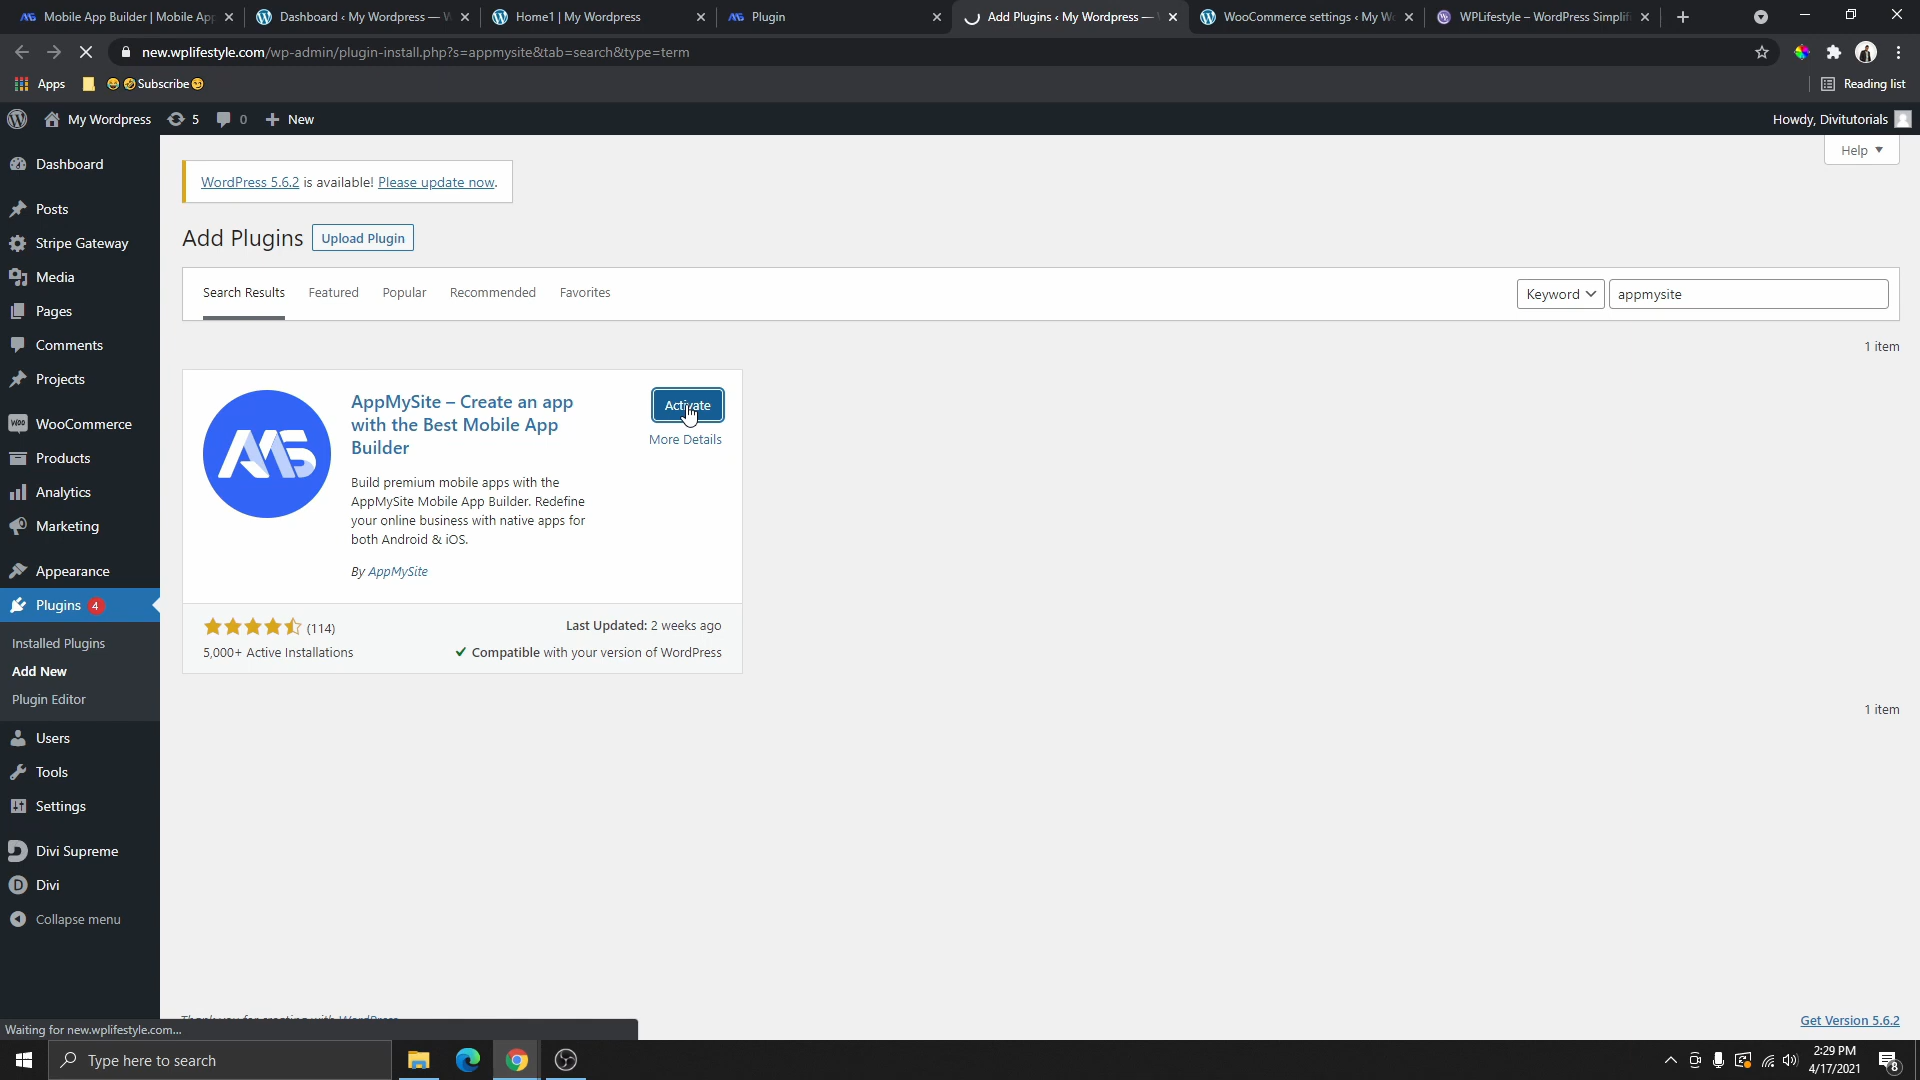 Mobile App Builder | Mobile App
Dashboard ‹ My Wordpress — W
Home1 | My Wordpress
Plugin
Add Plugins ‹ My Wordpress —
WooCommerce settings ‹ My Wo
WPLifestyle – WordPress Simplif
new.wplifestyle.com/wp-admin/plugin-install.php?s=appmysite&tab=search&type=term
Apps
Subscribe
Reading list
My Wordpress
5
0
New
Howdy, Divitutorials
Help
Dashboard
Posts
Stripe Gateway
Media
Pages
Comments
Projects
WooCommerce
Products
Analytics
Marketing
Appearance
Plugins 4
Installed Plugins
Add New
Plugin Editor
Users
Tools
Settings
Divi Supreme
Divi
Collapse menu
WordPress 5.6.2 is available! Please update now.
Add Plugins
Upload Plugin
Search Results
Featured
Popular
Recommended
Favorites
Keyword
appmysite
1 item
AMS
AppMySite – Create an app
with the Best Mobile App
Builder
Activate
More Details
Build premium mobile apps with the
AppMySite Mobile App Builder. Redefine
your online business with native apps for
both Android & iOS.
By AppMySite
(114)
5,000+ Active Installations
Last Updated: 2 weeks ago
Compatible with your version of WordPress
1 item
Waiting for new.wplifestyle.com...
Get Version 5.6.2
Type here to search
2:29 PM
4/17/2021
8